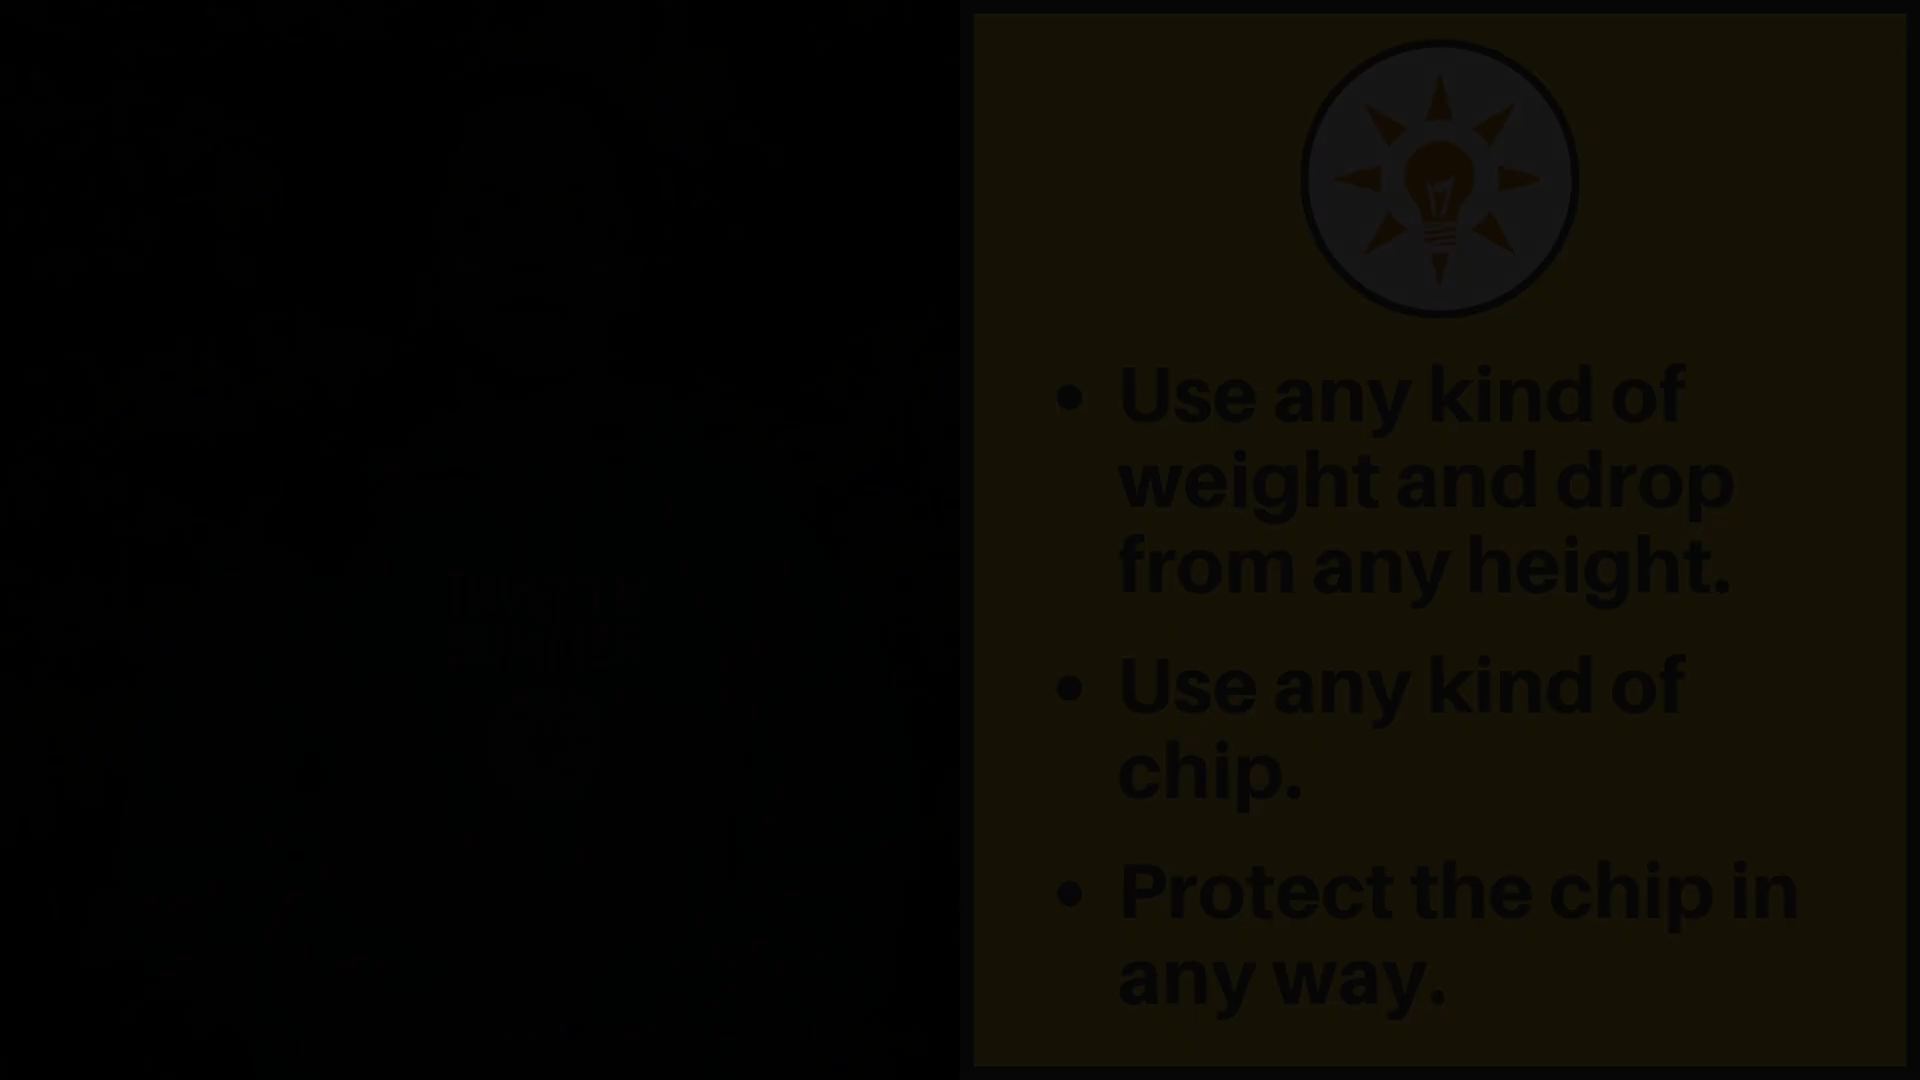 • Use any kind of
weight and drop
from any height.
• Use any kind of
chip.
• Protect the chip in
any way.